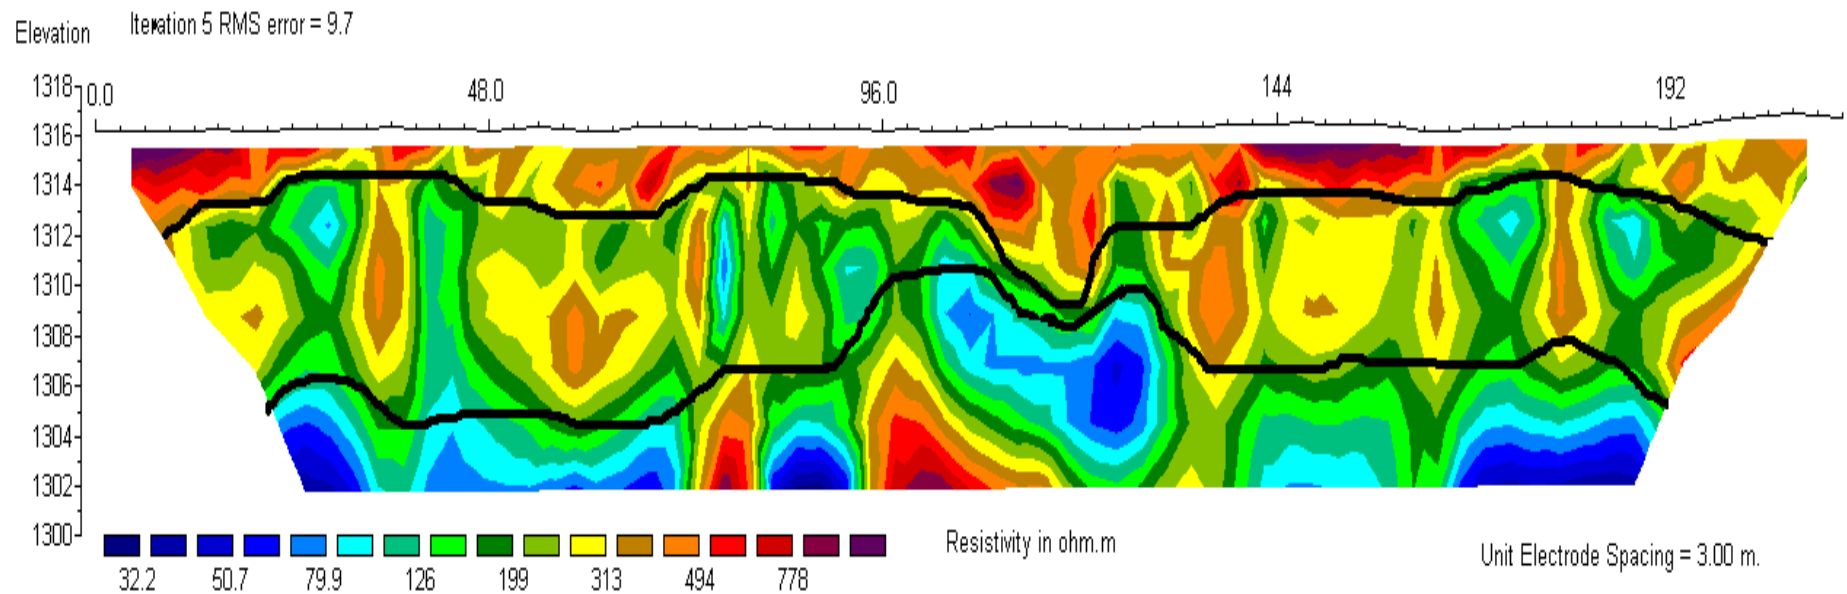 Iteration 5 RMS error = 9.7
Elevation
0.0 48.0 96.0 144 192
1318
1316
1314
1312
1310
1308
1306
1304
1302
1300
Resistivity in ohm.m
Unit Electrode Spacing = 3.00 m.
32.2 50.7 79.9 126 199 313 494 778